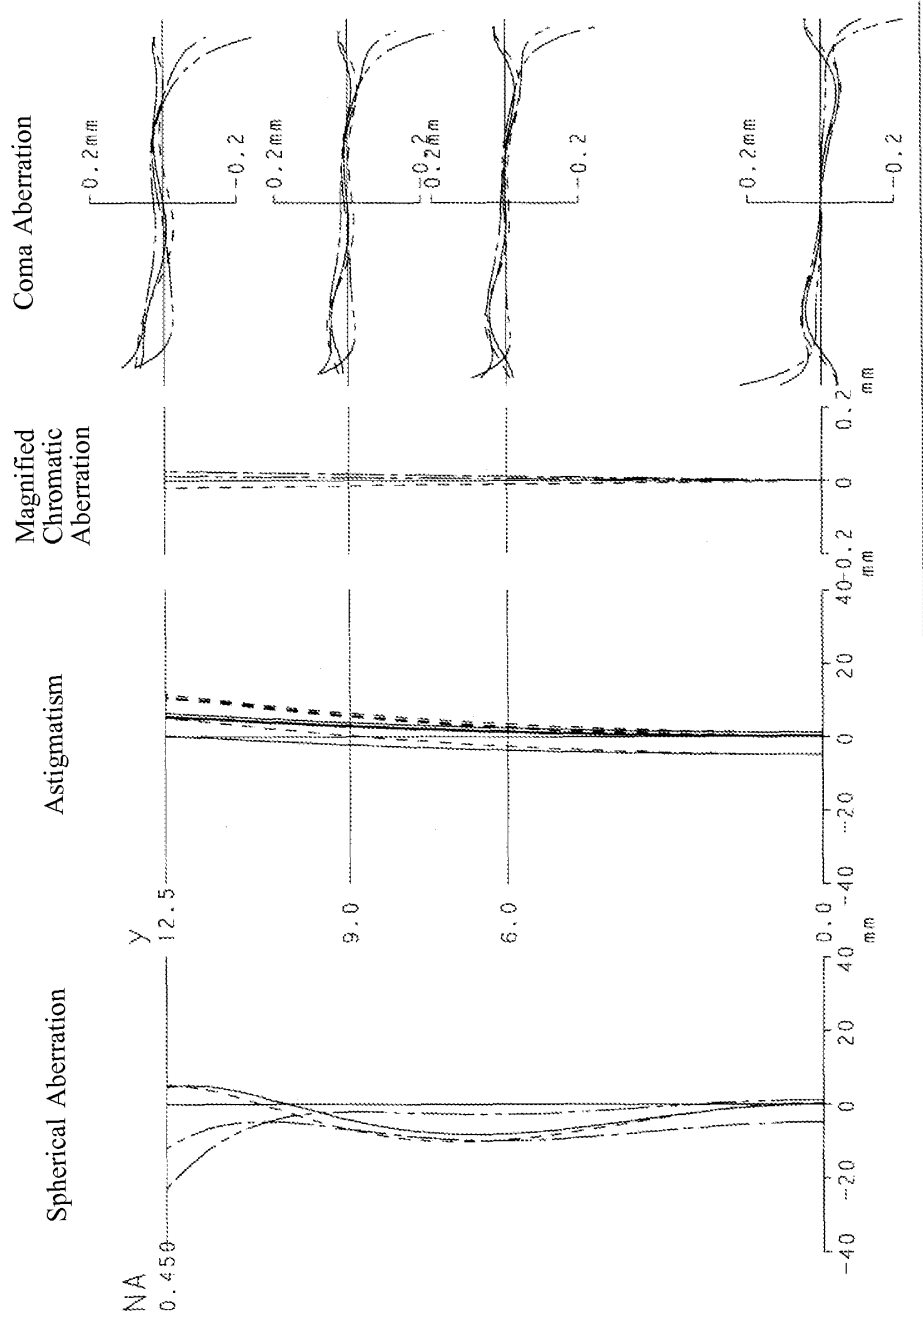 Spherical Aberration
NA
0.450
-40
-20
0
20
40
mm
Astigmatism
y
12.5
9.0
6.0
0.0
-40
-20
0
20
40
mm
Magnified
Chromatic
Aberration
-0.2
0
0.2
mm
Coma Aberration
0.2mm
-0.2
0.2mm
-0.2
0.2mm
-0.2
0.2mm
-0.2